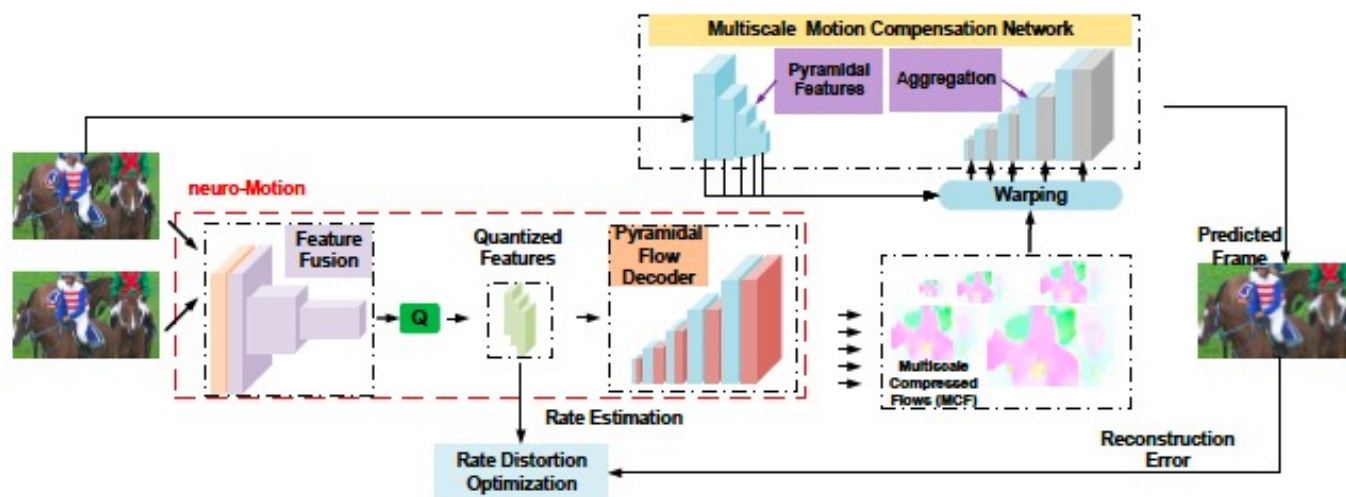 Multiscale Motion Compensation Network
Pyramidal
Features
Aggregation
neuro-Motion
Warping
Feature
Fusion
Quantized
Features
Pyramidal
Flow
Decoder
Predicted
Frame
Q
Multiscale
Compressed
Flows (MCF)
Rate Estimation
Reconstruction
Error
Rate Distortion
Optimization